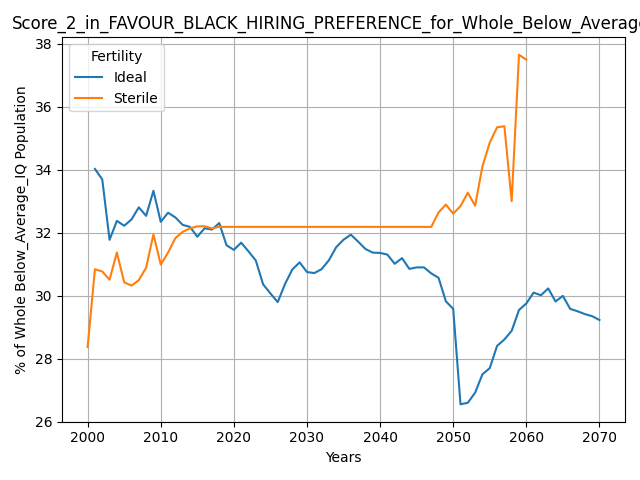 Score_2_in_FAVOUR_BLACK_HIRING_PREFERENCE_for_Whole_Below_Average
Fertility
Ideal
Sterile
% of Whole Below_Average_IQ Population
38
36
34
32
30
28
26
2000 2010 2020 2030 2040 2050 2060 2070
Years